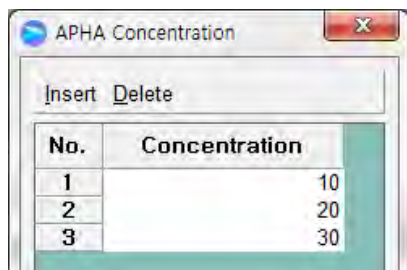 APHA Concentration
Insert Delete
No. Concentration
1 10
2 20
3 30